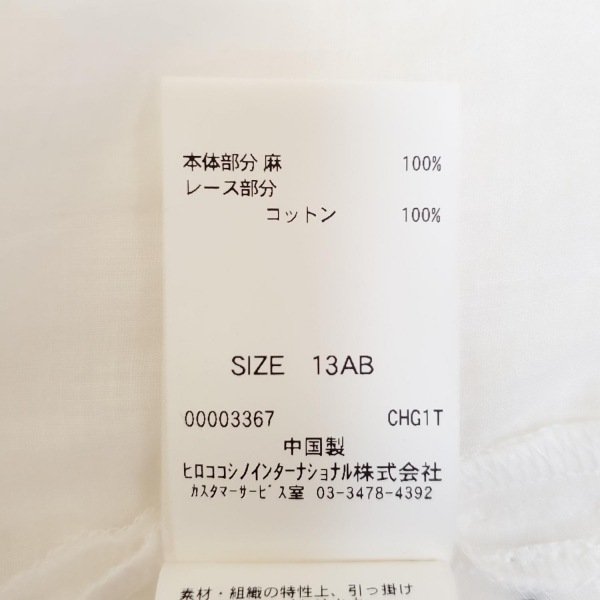 本体部分 麻 100%
レース部分
コットン 100%
SIZE 13AB
00003367 CHG1T
中国製
ヒロココシノインターナショナル株式会社
カスタマーサービス室 03-3478-4392
素材・組織の特性上、引っ掛け